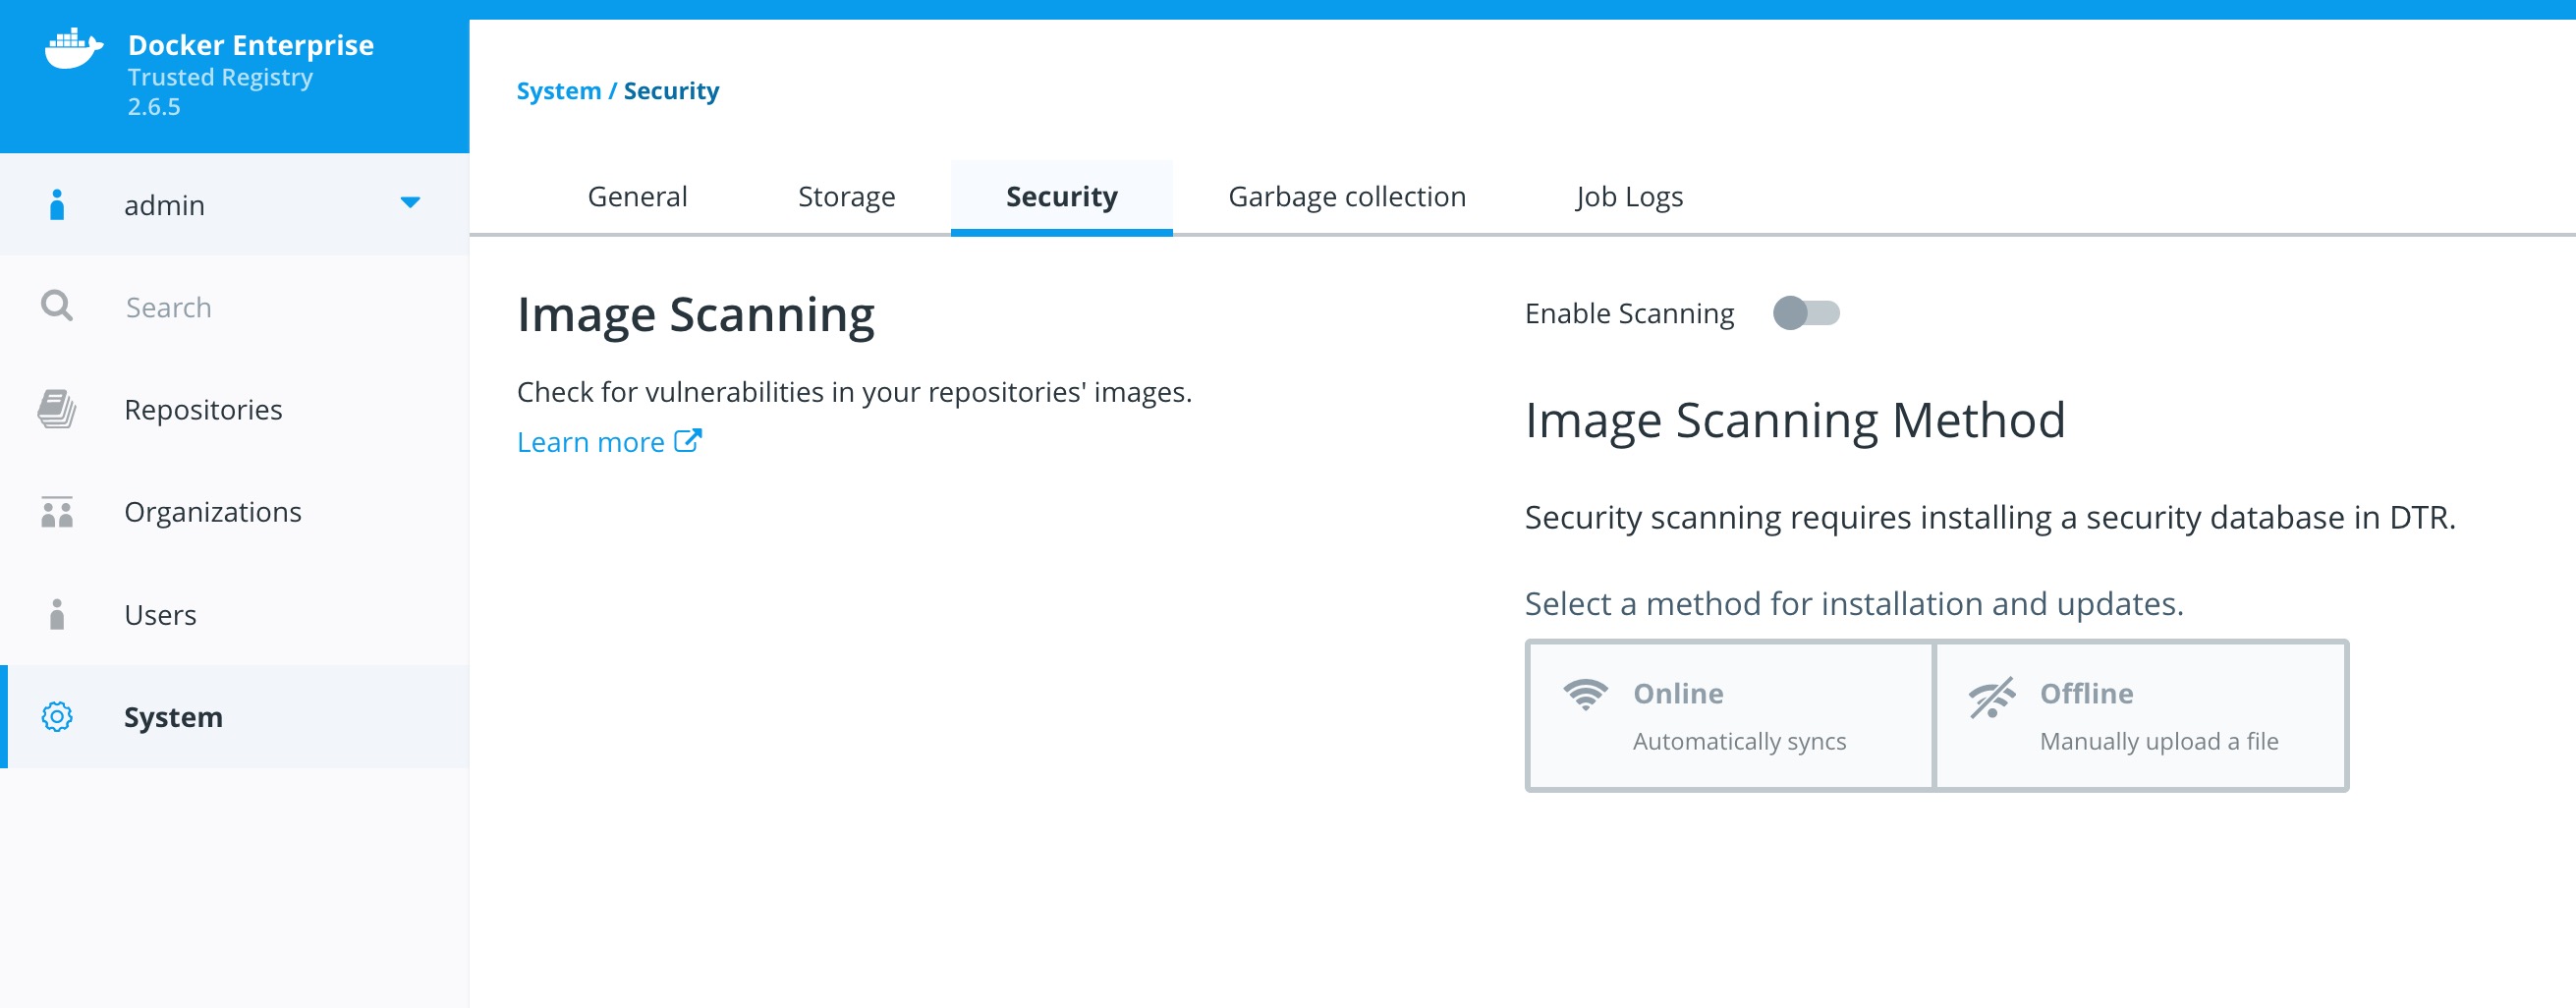 Docker Enterprise
Trusted Registry
2.6.5
admin
Search
Repositories
Organizations
Users
System
System / Security
General
Storage
Security
Garbage collection
Job Logs
Image Scanning
Check for vulnerabilities in your repositories' images.
Learn more
Enable Scanning
Image Scanning Method
Security scanning requires installing a security database in DTR.
Select a method for installation and updates.
Online
Automatically syncs
Offline
Manually upload a file